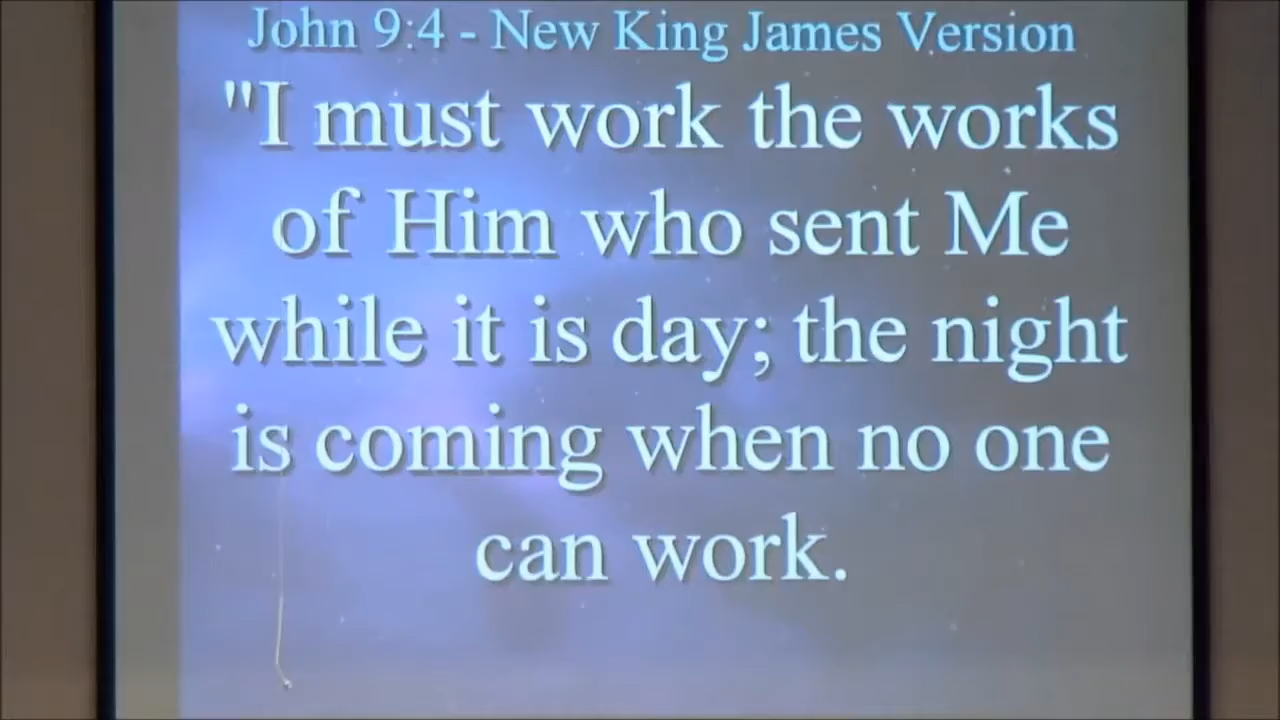 John 9:4 - New King James Version
"I must work the works
of Him who sent Me
while it is day; the night
is coming when no one
can work.